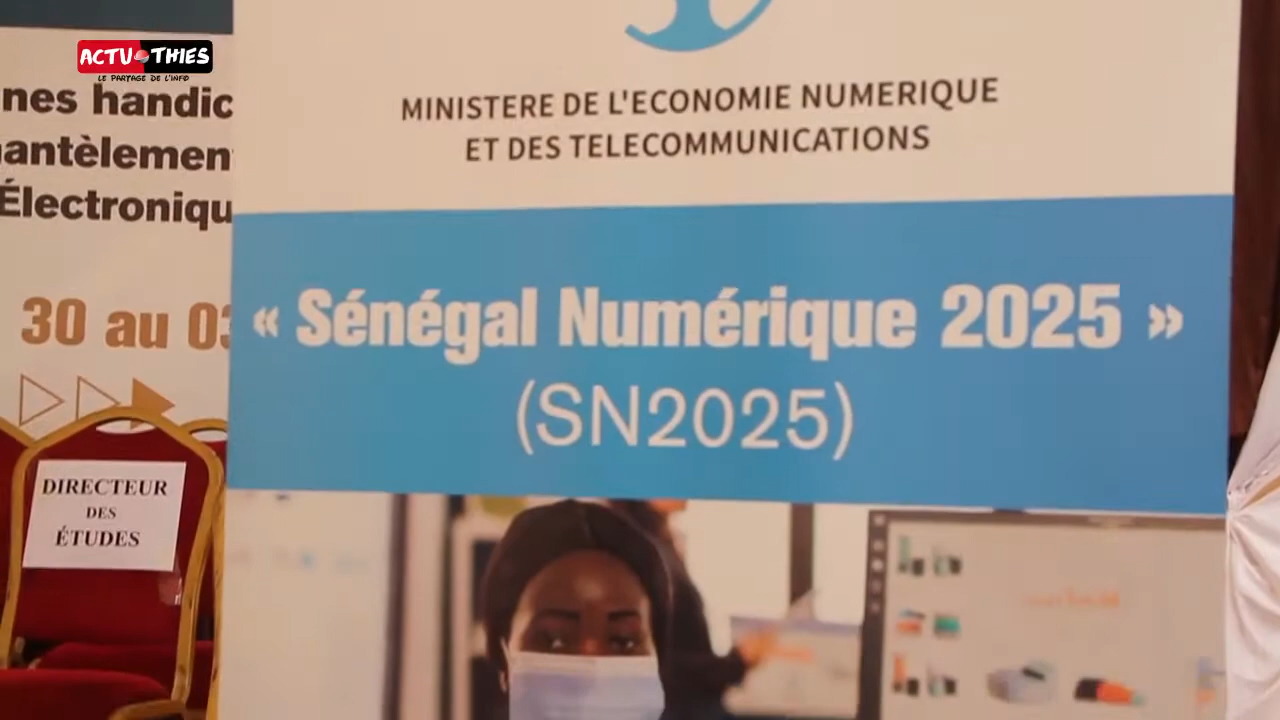 ACTU THIES
LE PARTAGE DE L'INFO
nes handic
antèlemen
Électroniqu
30 au 03
DIRECTEUR
DES
ÉTUDES
MINISTERE DE L'ECONOMIE NUMERIQUE
ET DES TELECOMMUNICATIONS
« Sénégal Numérique 2025 »
(SN2025)